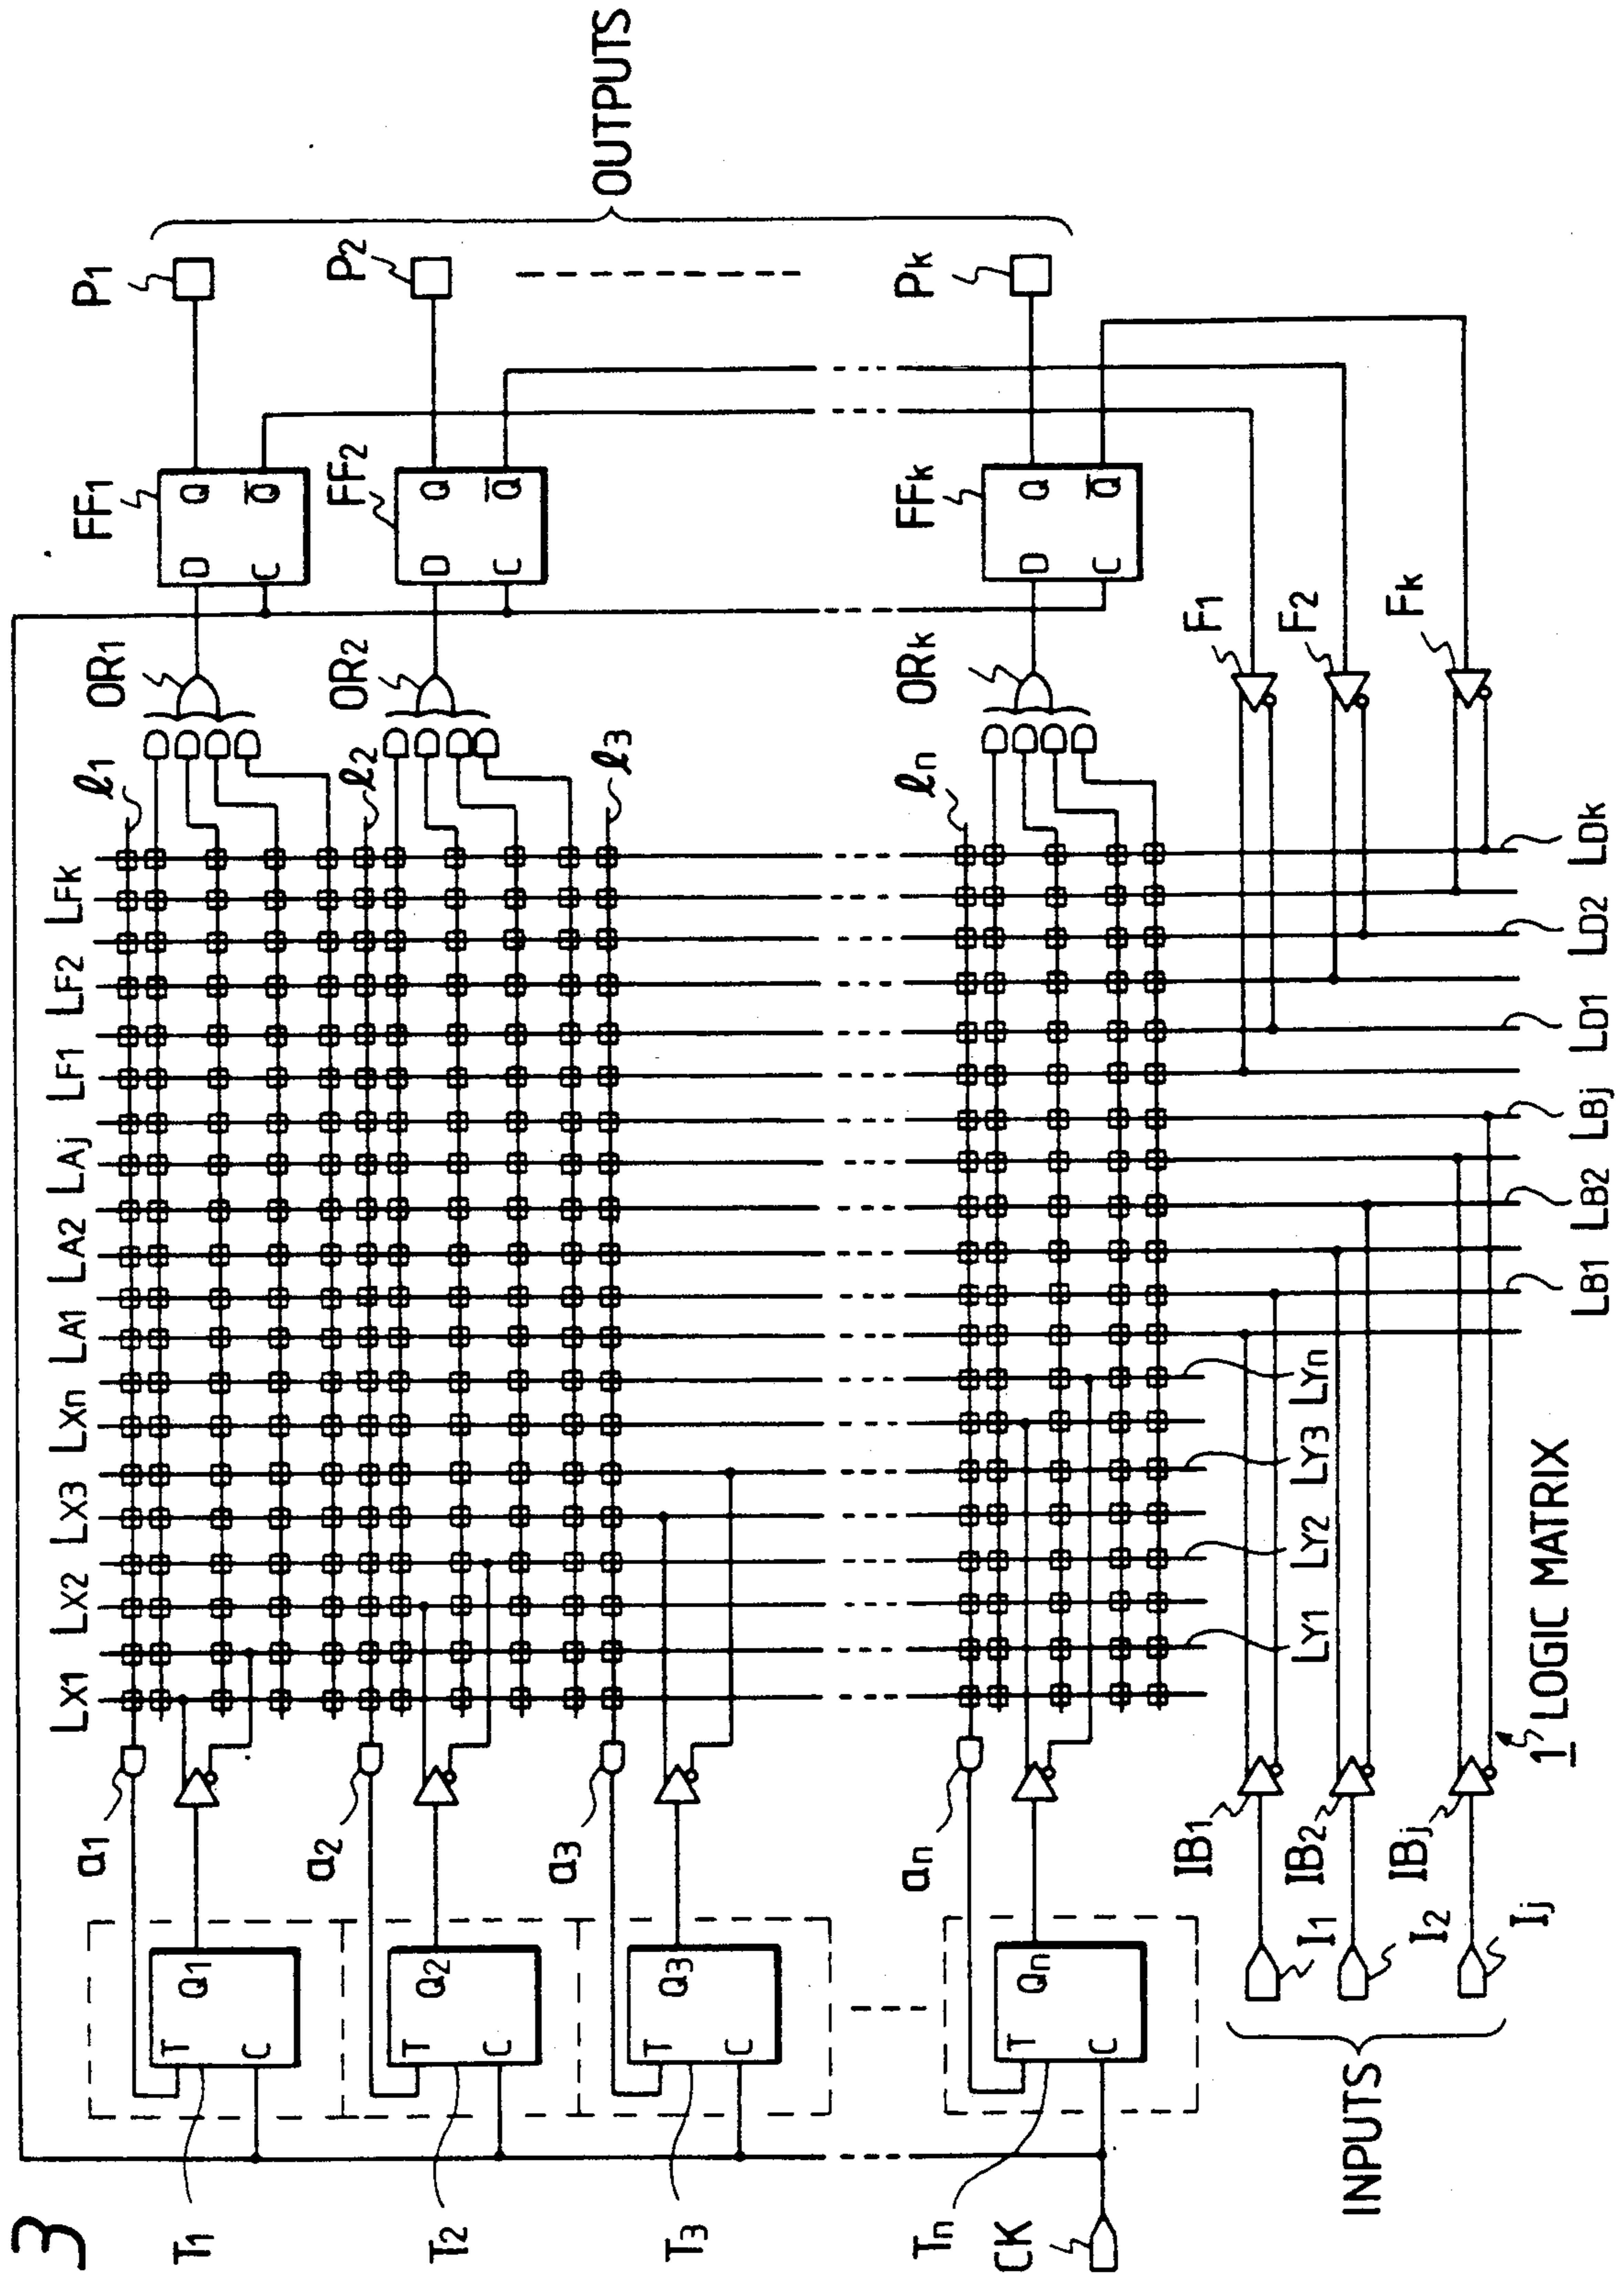 3
T1
T2
T3
Tn
CK
T
Q1
C
T
Q2
C
T
Q3
C
T
Qn
C
a1
a2
a3
an
LX1
LX2
LX3
LXn
LA1
LA2
LAj
LF1
LF2
LFk
ℓ1
ℓ2
ℓ3
ℓn
OR1
OR2
ORk
FF1
D
Q
C
Q̅
FF2
D
Q
C
Q̅
FFk
D
Q
C
Q̅
P1
P2
Pk
OUTPUTS
F1
F2
Fk
LY1
LY2
LY3
LYn
LB1
LB2
LBj
LD1
LD2
LDk
IB1
IB2
IBj
I1
I2
Ij
INPUTS
1' LOGIC MATRIX